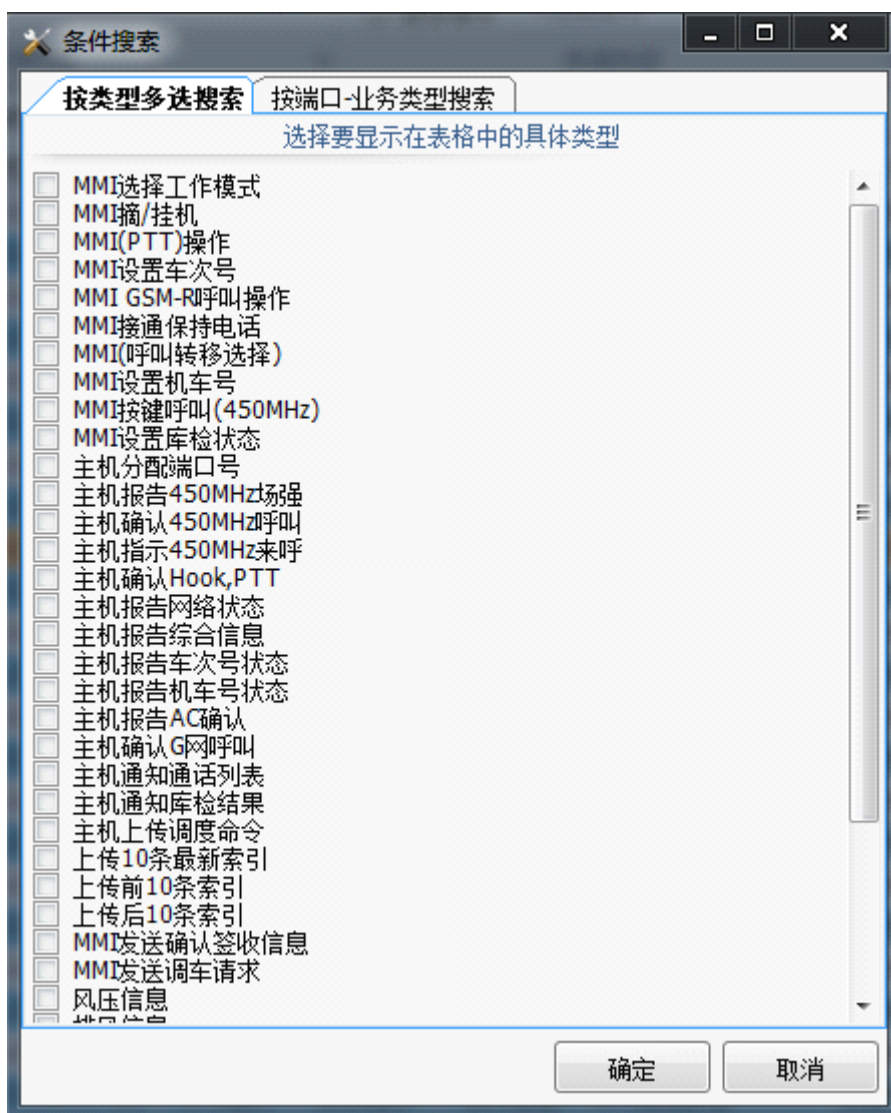 条件搜索
按类型多选搜索 按端口-业务类型搜索
选择要显示在表格中的具体类型
MMI选择工作模式
MMI摘/挂机
MMI(PTT)操作
MMI设置车次号
MMI GSM-R呼叫操作
MMI接通保持电话
MMI(呼叫转移选择)
MMI设置机车号
MMI按键呼叫(450MHz)
MMI设置库检状态
主机分配端口号
主机报告450MHz场强
主机确认450MHz呼叫
主机指示450MHz来呼
主机确认Hook,PTT
主机报告网络状态
主机报告综合信息
主机报告车次号状态
主机报告机车号状态
主机报告AC确认
主机确认G网呼叫
主机通知通话列表
主机通知库检结果
主机上传调度命令
上传10条最新索引
上传前10条索引
上传后10条索引
MMI发送确认签收信息
MMI发送调车请求
风压信息
确定 取消